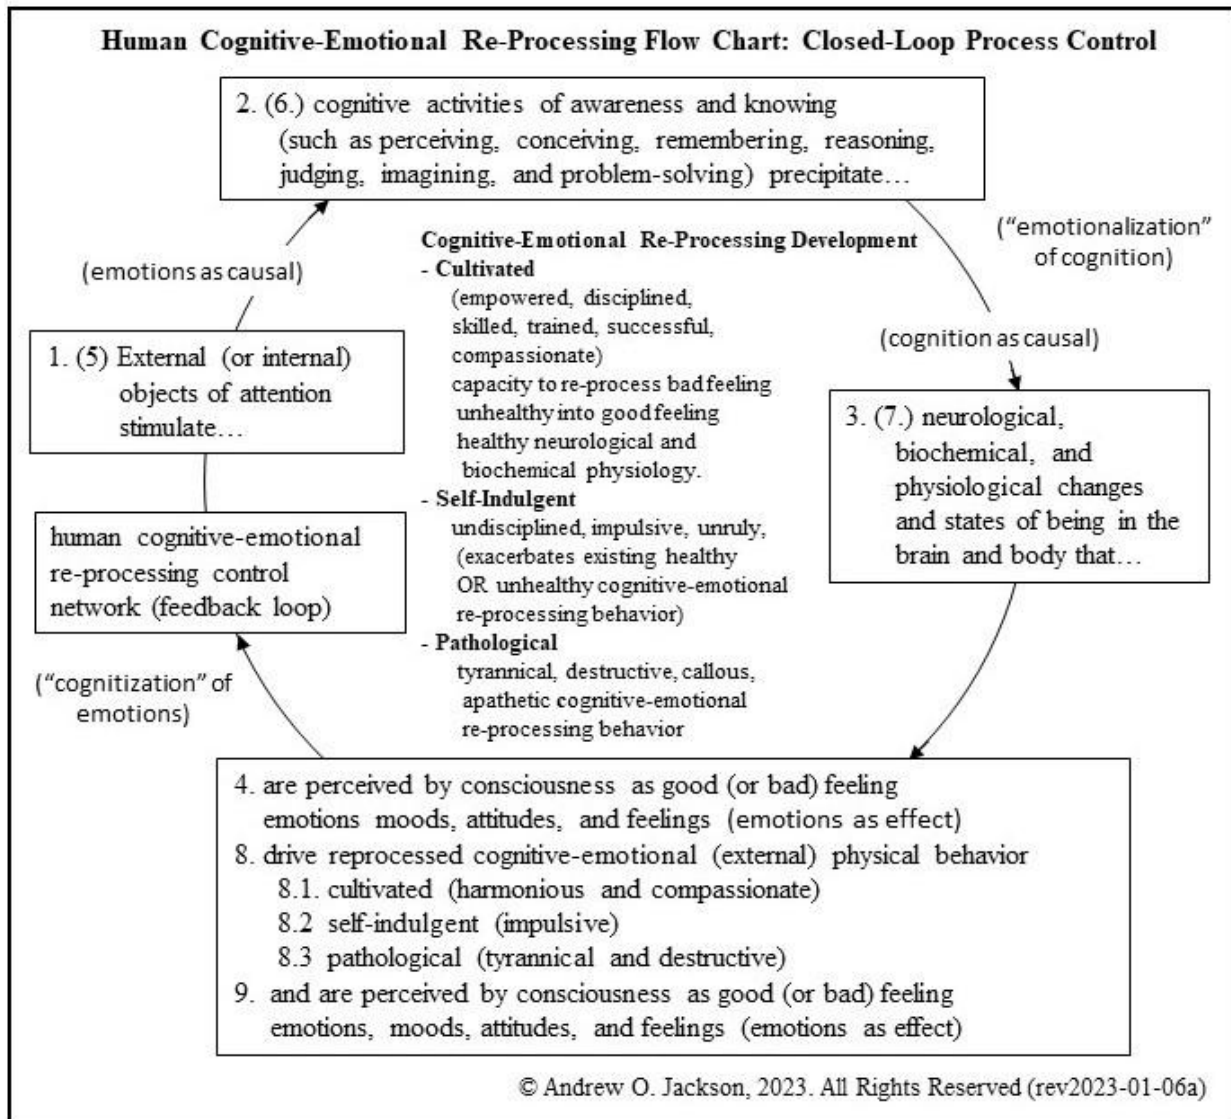 Human Cognitive-Emotional Re-Processing Flow Chart: Closed-Loop Process Control
2. (6.) cognitive activities of awareness and knowing
(such as perceiving, conceiving, remembering, reasoning,
judging, imagining, and problem-solving) precipitate…
(“emotionalization”
of cognition)
(cognition as causal)
(emotions as causal)
1. (5) External (or internal)
objects of attention
stimulate…
human cognitive-emotional
re-processing control
network (feedback loop)
(“cognitization” of
emotions)
Cognitive-Emotional Re-Processing Development
- Cultivated
(empowered, disciplined,
skilled, trained, successful,
compassionate)
capacity to re-process bad feeling
unhealthy into good feeling
healthy neurological and
biochemical physiology.
- Self-Indulgent
undisciplined, impulsive, unruly,
(exacerbates existing healthy
OR unhealthy cognitive-emotional
re-processing behavior)
- Pathological
tyrannical, destructive, callous,
apathetic cognitive-emotional
re-processing behavior
3. (7.) neurological,
biochemical, and
physiological changes
and states of being in the
brain and body that…
4. are perceived by consciousness as good (or bad) feeling
emotions moods, attitudes, and feelings (emotions as effect)
8. drive reprocessed cognitive-emotional (external) physical behavior
8.1. cultivated (harmonious and compassionate)
8.2 self-indulgent (impulsive)
8.3 pathological (tyrannical and destructive)
9. and are perceived by consciousness as good (or bad) feeling
emotions, moods, attitudes, and feelings (emotions as effect)
© Andrew O. Jackson, 2023. All Rights Reserved (rev2023-01-06a)